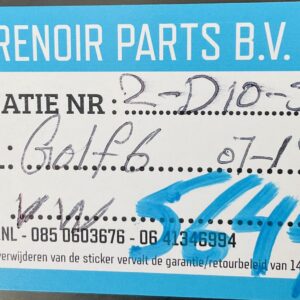 RENOIR PARTS B.V.
ATIE NR : 2-D10-S
: Golf 6 07-1
VW
NL - 085 0603676 - 06 41346994
verwijderen van de sticker vervalt de garantie/retourbeleid van 14